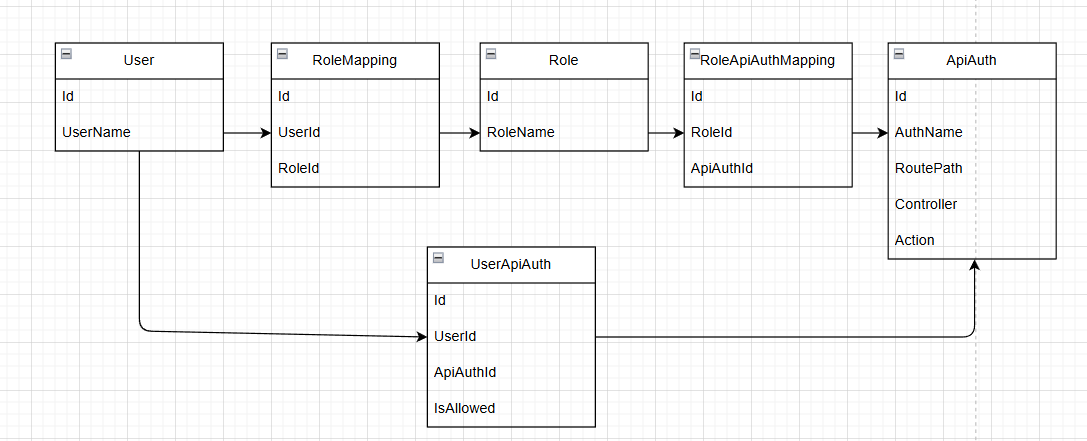 User
Id
UserName
RoleMapping
Id
UserId
RoleId
Role
Id
RoleName
RoleApiAuthMapping
Id
RoleId
ApiAuthId
ApiAuth
Id
AuthName
RoutePath
Controller
Action
UserApiAuth
Id
UserId
ApiAuthId
IsAllowed